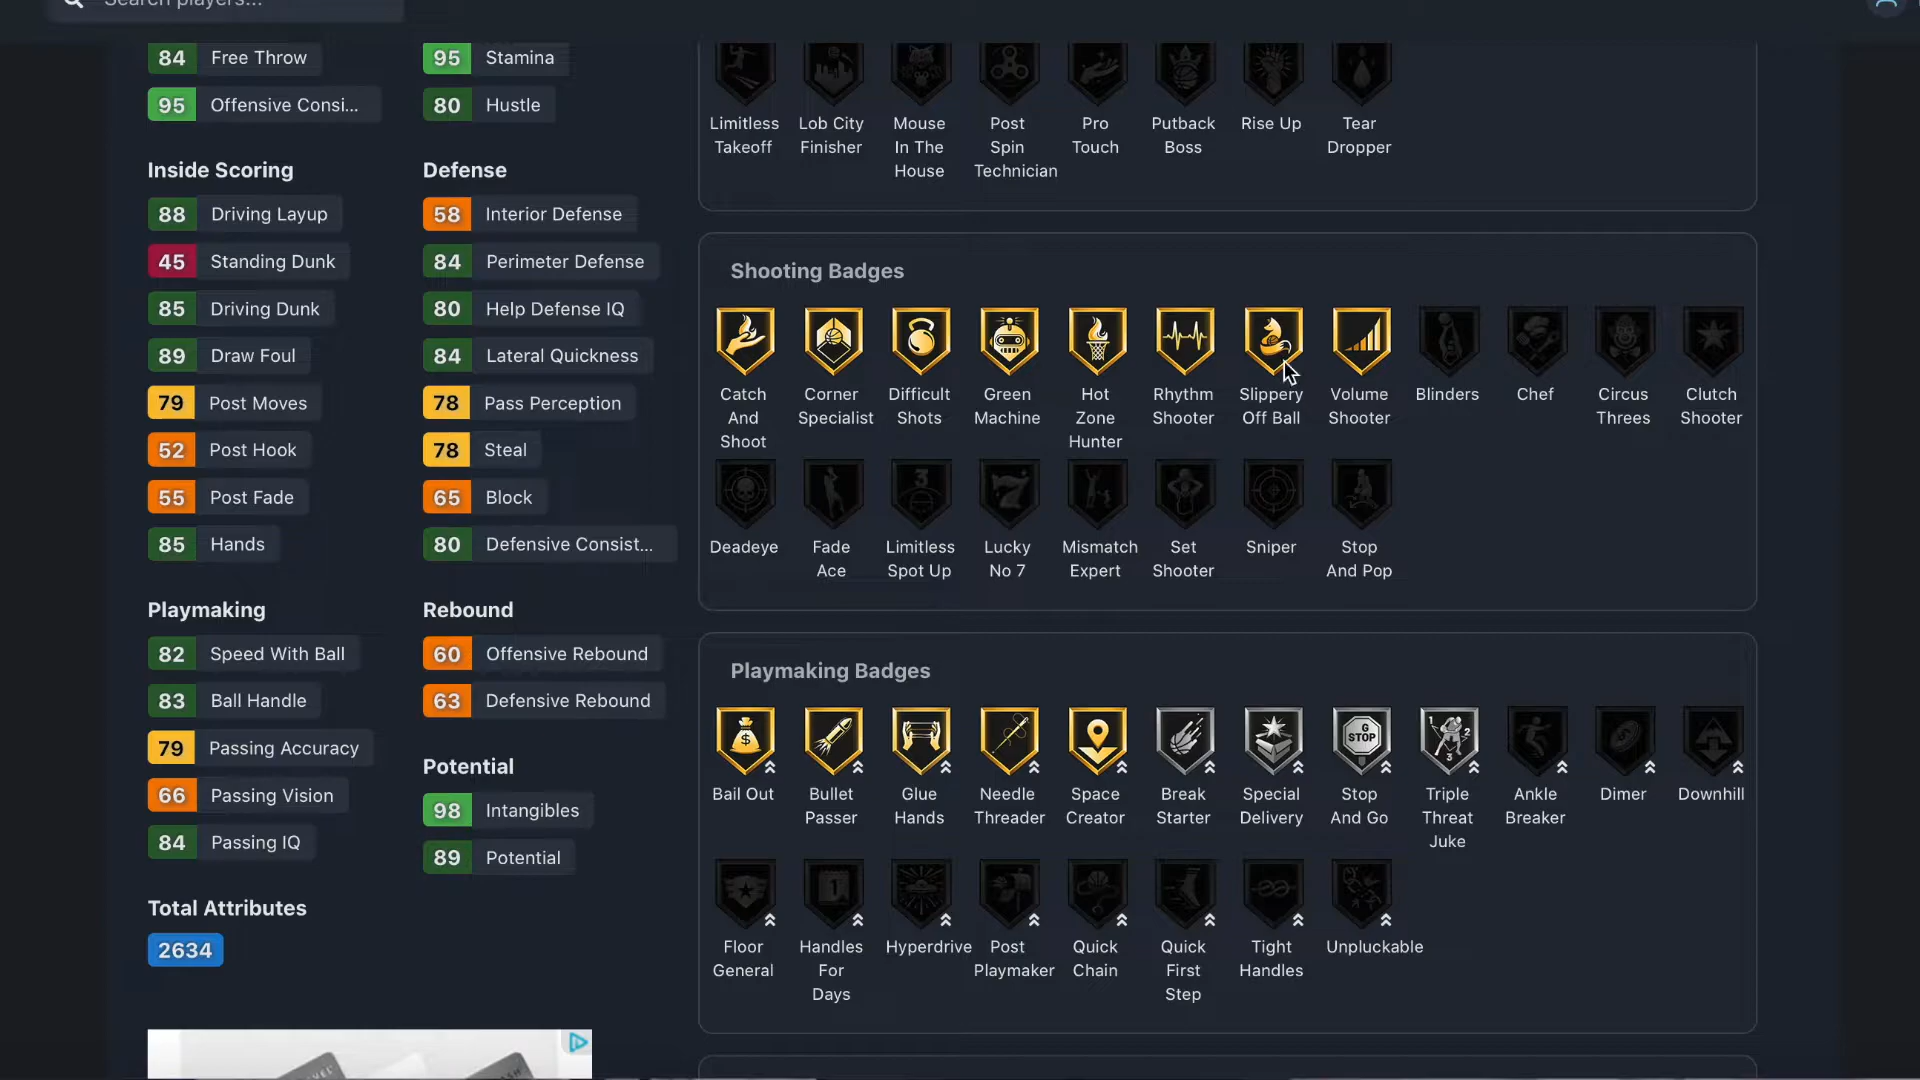 Search players...
84 Free Throw
95 Offensive Consi...
95 Stamina
80 Hustle
Inside Scoring
88 Driving Layup
45 Standing Dunk
85 Driving Dunk
89 Draw Foul
79 Post Moves
52 Post Hook
55 Post Fade
85 Hands
Defense
58 Interior Defense
84 Perimeter Defense
80 Help Defense IQ
84 Lateral Quickness
78 Pass Perception
78 Steal
65 Block
80 Defensive Consist...
Playmaking
82 Speed With Ball
83 Ball Handle
79 Passing Accuracy
66 Passing Vision
84 Passing IQ
Rebound
60 Offensive Rebound
63 Defensive Rebound
Potential
98 Intangibles
89 Potential
Total Attributes
2634
Limitless
Takeoff
Lob City
Finisher
Mouse
In The
House
Post
Spin
Technician
Pro
Touch
Putback
Boss
Rise Up
Tear
Dropper
Shooting Badges
Catch
And
Shoot
Corner
Specialist
Difficult
Shots
Green
Machine
Hot
Zone
Hunter
Rhythm
Shooter
Slippery
Off Ball
Volume
Shooter
Blinders
Chef
Circus
Threes
Clutch
Shooter
Deadeye
Fade
Ace
3
Limitless
Spot Up
Lucky
No 7
Mismatch
Expert
Set
Shooter
Sniper
Stop
And Pop
Playmaking Badges
$
Bail Out
Bullet
Passer
Glue
Hands
Needle
Threader
Space
Creator
Break
Starter
Special
Delivery
G
STOP
Stop
And Go
1
2
3
Triple
Threat
Juke
Ankle
Breaker
Dimer
Downhill
Floor
General
1
Handles
For
Days
Hyperdrive
Post
Playmaker
Quick
Chain
Quick
First
Step
Tight
Handles
Unpluckable